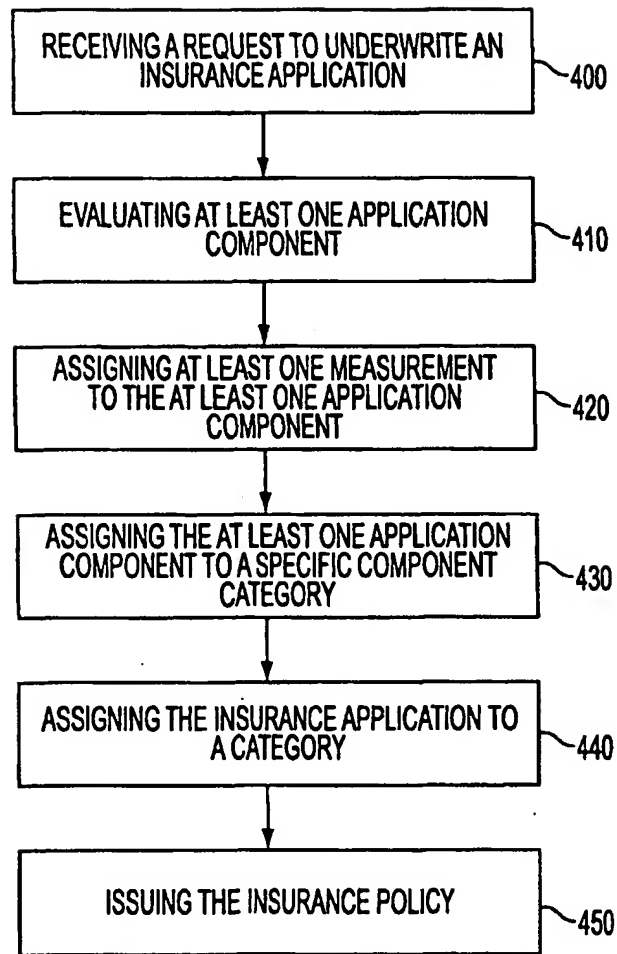 RECEIVING A REQUEST TO UNDERWRITE AN
INSURANCE APPLICATION
400
EVALUATING AT LEAST ONE APPLICATION
COMPONENT
410
ASSIGNING AT LEAST ONE MEASUREMENT
TO THE AT LEAST ONE APPLICATION
COMPONENT
420
ASSIGNING THE AT LEAST ONE APPLICATION
COMPONENT TO A SPECIFIC COMPONENT
CATEGORY
430
ASSIGNING THE INSURANCE APPLICATION TO
A CATEGORY
440
ISSUING THE INSURANCE POLICY
450